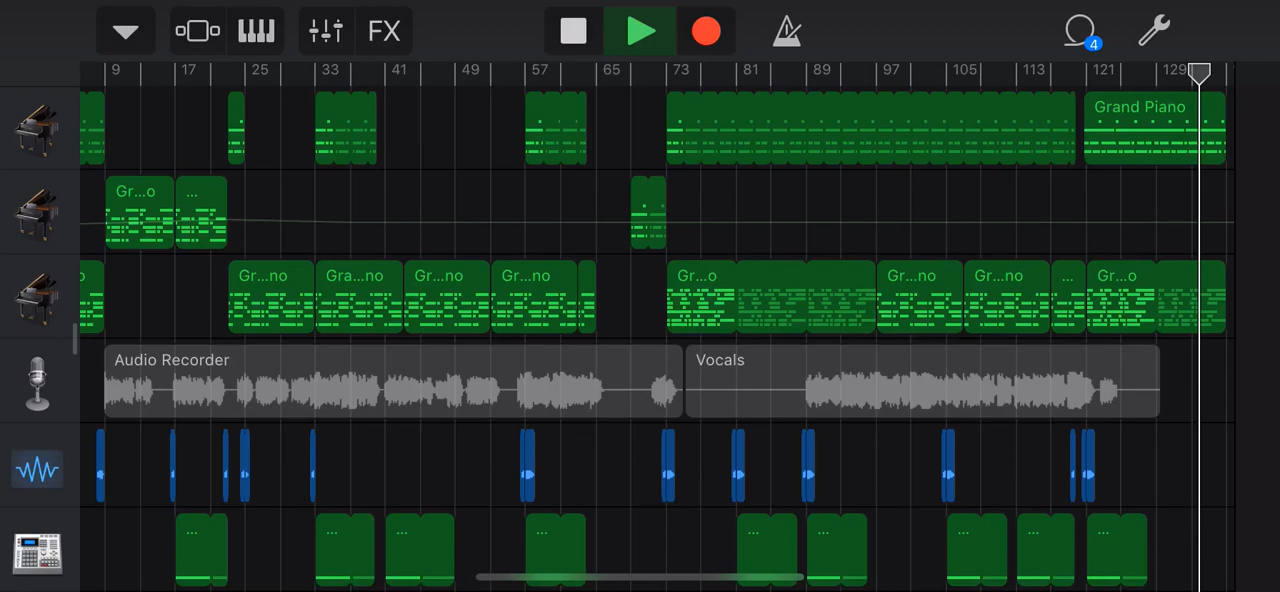 FX
4
9 17 25 33 41 49 57 65 73 81 89 97 105 113 121 129
Grand Piano
Gr...o ...
o Gr...no Gra...no Gr...no Gr...no Gr...o Gr...no Gr...no ... Gr...o
Audio Recorder Vocals
... ... ... ... ... ... ... ... ...